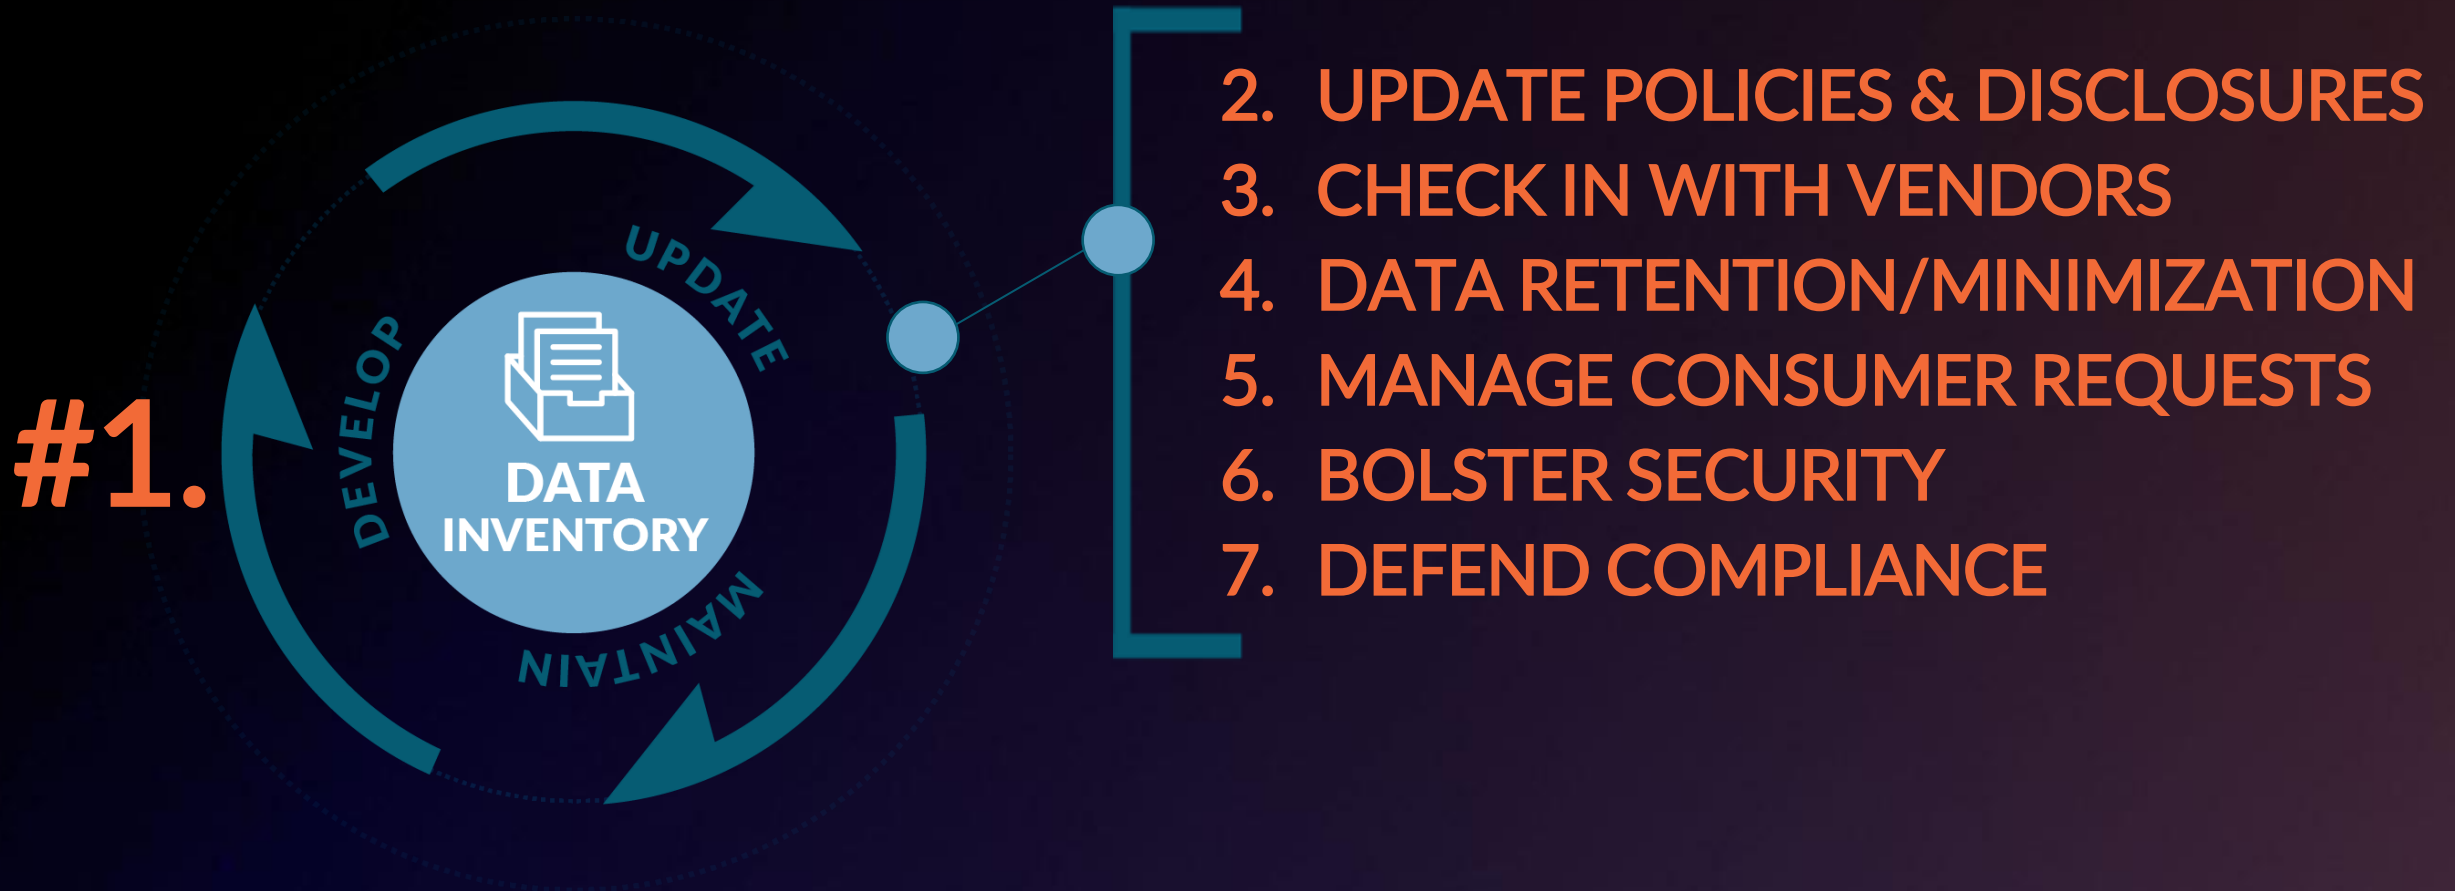 #1.
DEVELOP
UPDATE
MAINTAIN
DATA
INVENTORY
2. UPDATE POLICIES & DISCLOSURES
3. CHECK IN WITH VENDORS
4. DATA RETENTION/MINIMIZATION
5. MANAGE CONSUMER REQUESTS
6. BOLSTER SECURITY
7. DEFEND COMPLIANCE